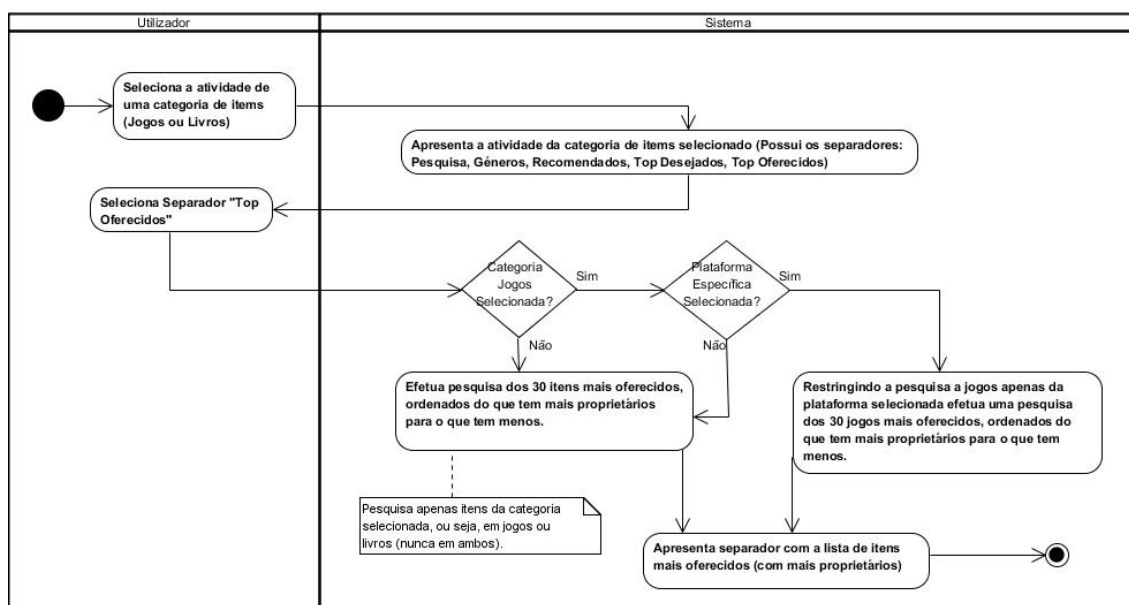 Utilizador
Sistema
Seleciona a atividade de
uma categoria de items
(Jogos ou Livros)
Apresenta a atividade da categoria de items selecionado (Possui os separadores:
Pesquisa, Géneros, Recomendados, Top Desejados, Top Oferecidos)
Seleciona Separador "Top
Oferecidos"
Categoria
Jogos
Selecionada?
Sim
Plataforma
Específica
Selecionada?
Sim
Não
Não
Efetua pesquisa dos 30 itens mais oferecidos,
ordenados do que tem mais proprietários
para o que tem menos.
Restringindo a pesquisa a jogos apenas da
plataforma selecionada efetua uma pesquisa
dos 30 jogos mais oferecidos, ordenados do
que tem mais proprietários para o que tem
menos.
Pesquisa apenas itens da categoria
selecionada, ou seja, em jogos ou
livros (nunca em ambos).
Apresenta separador com a lista de itens
mais oferecidos (com mais proprietários)